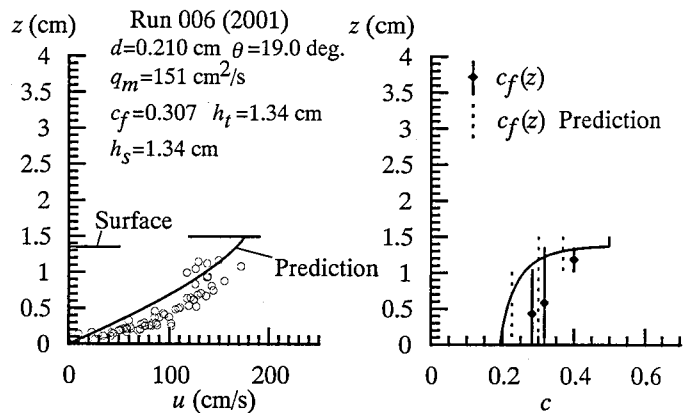 z (cm)
Run 006 (2001)
d=0.210 cm θ=19.0 deg.
q_m=151 cm²/s
c_f=0.307 h_t=1.34 cm
h_s=1.34 cm
4
3.5
3
2.5
2
1.5
1
0.5
0
Surface
Prediction
0
100
200
u (cm/s)
z (cm)
4
3.5
3
2.5
2
1.5
1
0.5
0
c_f(z)
c_f(z) Prediction
0
0.2
0.4
0.6
c